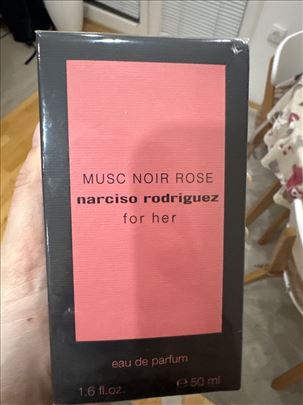 MUSC NOIR ROSE
narciso rodriguez
for her
eau de parfum
1.6 fl.oz. ℮ 50 ml